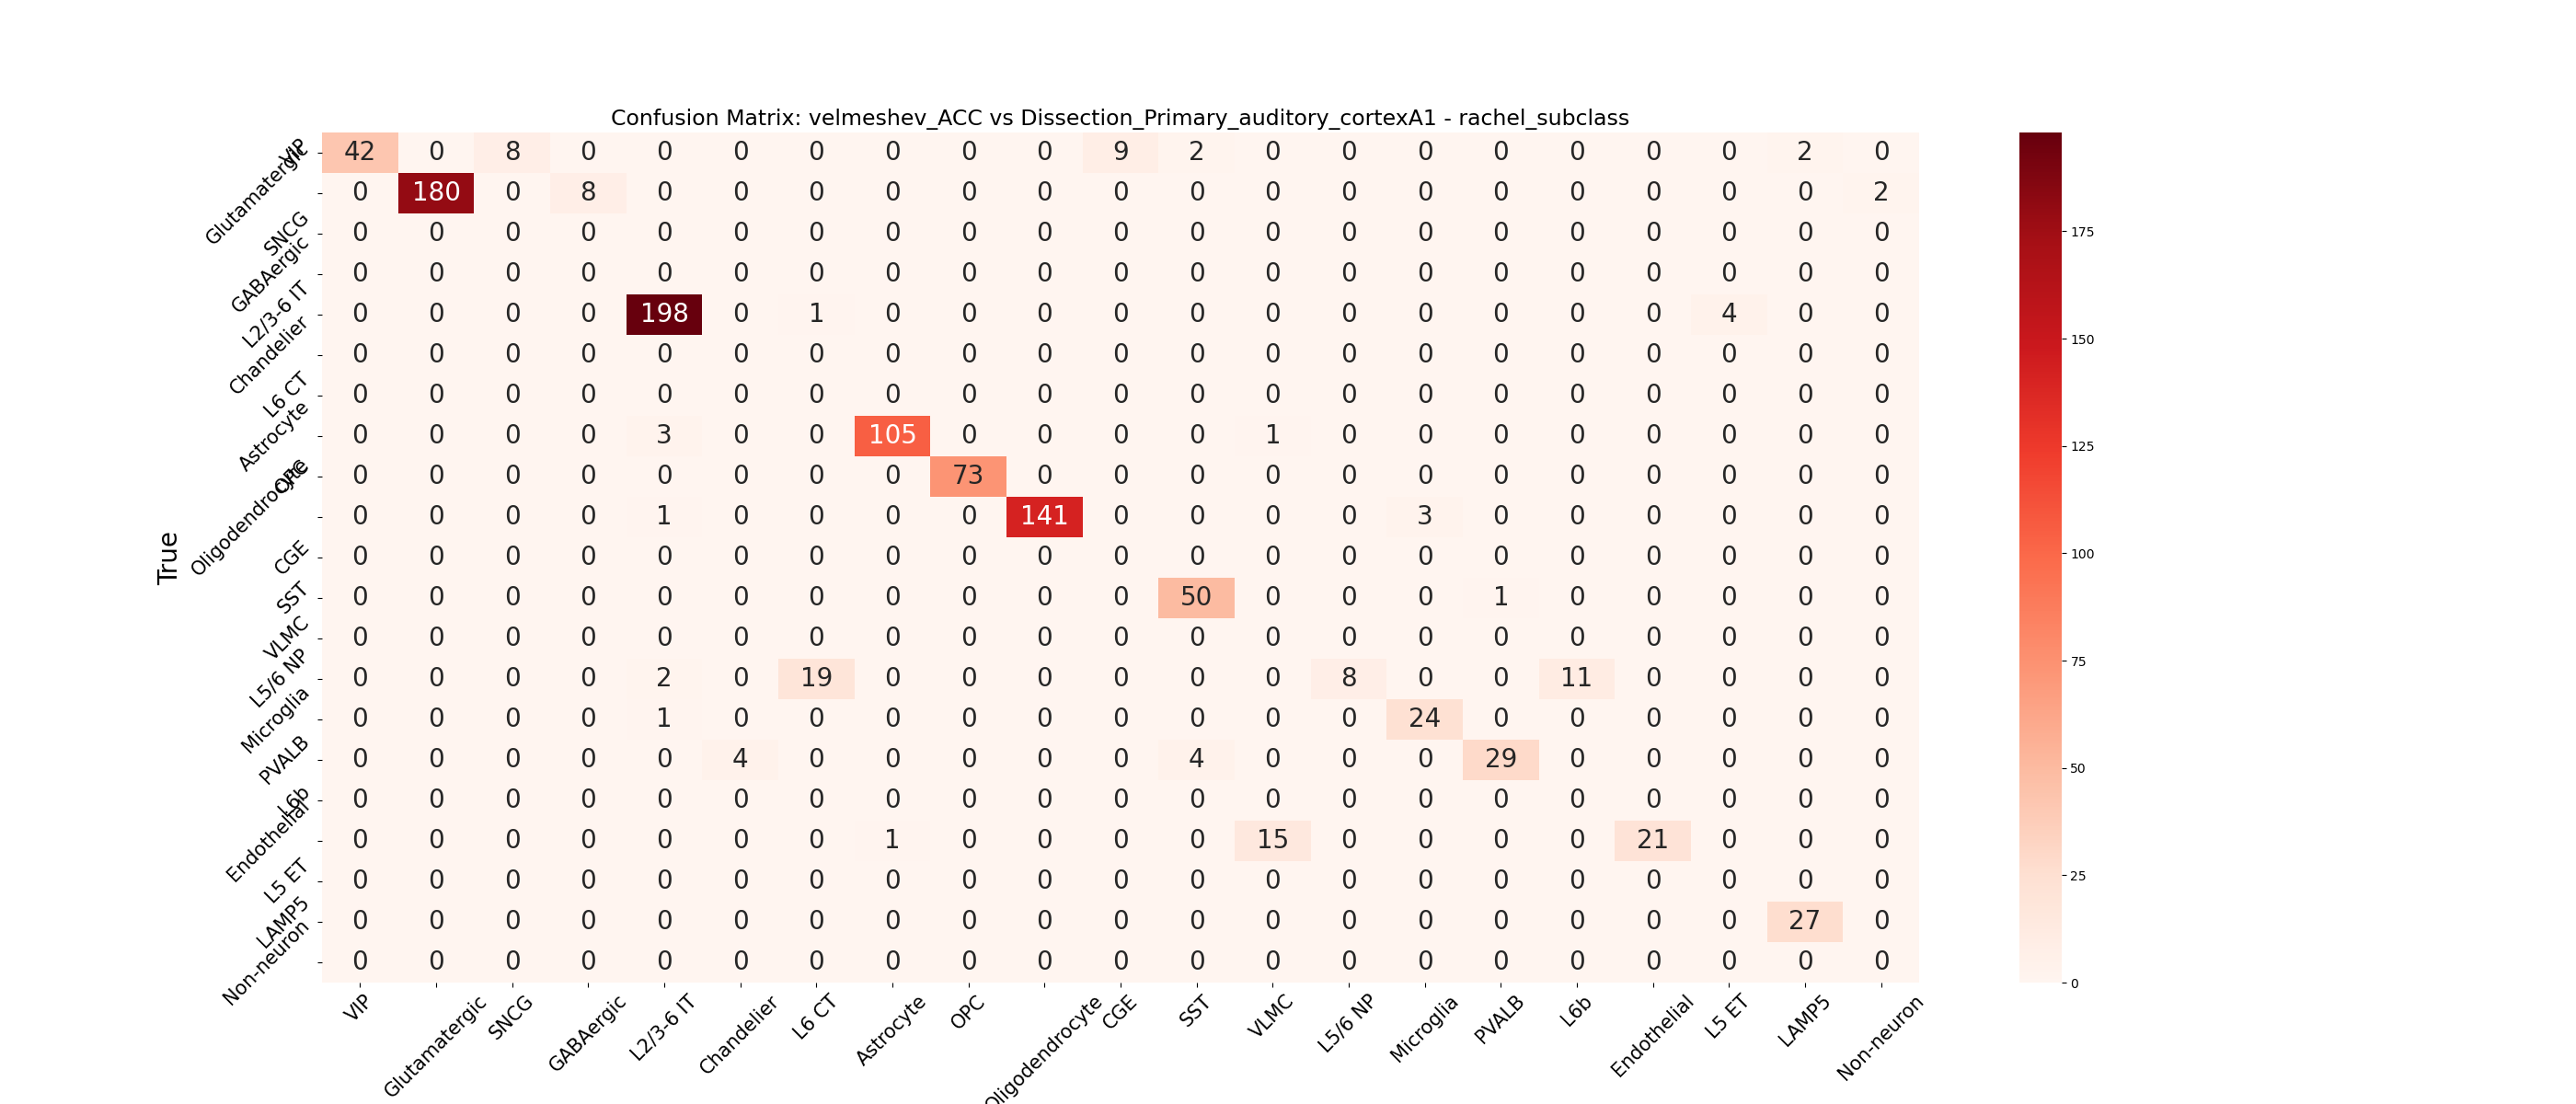 Confusion Matrix: velmeshev_ACC vs Dissection_Primary_auditory_cortexA1 - rachel_subclass
True
VIP 42 0 8 0 0 0 0 0 0 0 9 2 0 0 0 0 0 0 0 2 0
Glutamatergic 0 180 0 8 0 0 0 0 0 0 0 0 0 0 0 0 0 0 0 0 2
SNCG 0 0 0 0 0 0 0 0 0 0 0 0 0 0 0 0 0 0 0 0 0
GABAergic 0 0 0 0 0 0 0 0 0 0 0 0 0 0 0 0 0 0 0 0 0
L2/3-6 IT 0 0 0 0 198 0 1 0 0 0 0 0 0 0 0 0 0 0 4 0 0
Chandelier 0 0 0 0 0 0 0 0 0 0 0 0 0 0 0 0 0 0 0 0 0
L6 CT 0 0 0 0 0 0 0 0 0 0 0 0 0 0 0 0 0 0 0 0 0
Astrocyte 0 0 0 0 3 0 0 105 0 0 0 0 1 0 0 0 0 0 0 0 0
OPC 0 0 0 0 0 0 0 0 73 0 0 0 0 0 0 0 0 0 0 0 0
Oligodendrocyte 0 0 0 0 1 0 0 0 0 141 0 0 0 0 3 0 0 0 0 0 0
CGE 0 0 0 0 0 0 0 0 0 0 0 0 0 0 0 0 0 0 0 0 0
SST 0 0 0 0 0 0 0 0 0 0 0 50 0 0 0 1 0 0 0 0 0
VLMC 0 0 0 0 0 0 0 0 0 0 0 0 0 0 0 0 0 0 0 0 0
L5/6 NP 0 0 0 0 2 0 19 0 0 0 0 0 0 8 0 0 11 0 0 0 0
Microglia 0 0 0 0 1 0 0 0 0 0 0 0 0 0 24 0 0 0 0 0 0
PVALB 0 0 0 0 0 4 0 0 0 0 0 4 0 0 0 29 0 0 0 0 0
L6b 0 0 0 0 0 0 0 0 0 0 0 0 0 0 0 0 0 0 0 0 0
Endothelial 0 0 0 0 0 0 0 1 0 0 0 0 15 0 0 0 0 21 0 0 0
L5 ET 0 0 0 0 0 0 0 0 0 0 0 0 0 0 0 0 0 0 0 0 0
LAMP5 0 0 0 0 0 0 0 0 0 0 0 0 0 0 0 0 0 0 0 27 0
Non-neuron 0 0 0 0 0 0 0 0 0 0 0 0 0 0 0 0 0 0 0 0 0
VIP Glutamatergic SNCG GABAergic L2/3-6 IT Chandelier L6 CT Astrocyte OPC Oligodendrocyte CGE SST VLMC L5/6 NP Microglia PVALB L6b Endothelial L5 ET LAMP5 Non-neuron
175
150
125
100
75
50
25
0